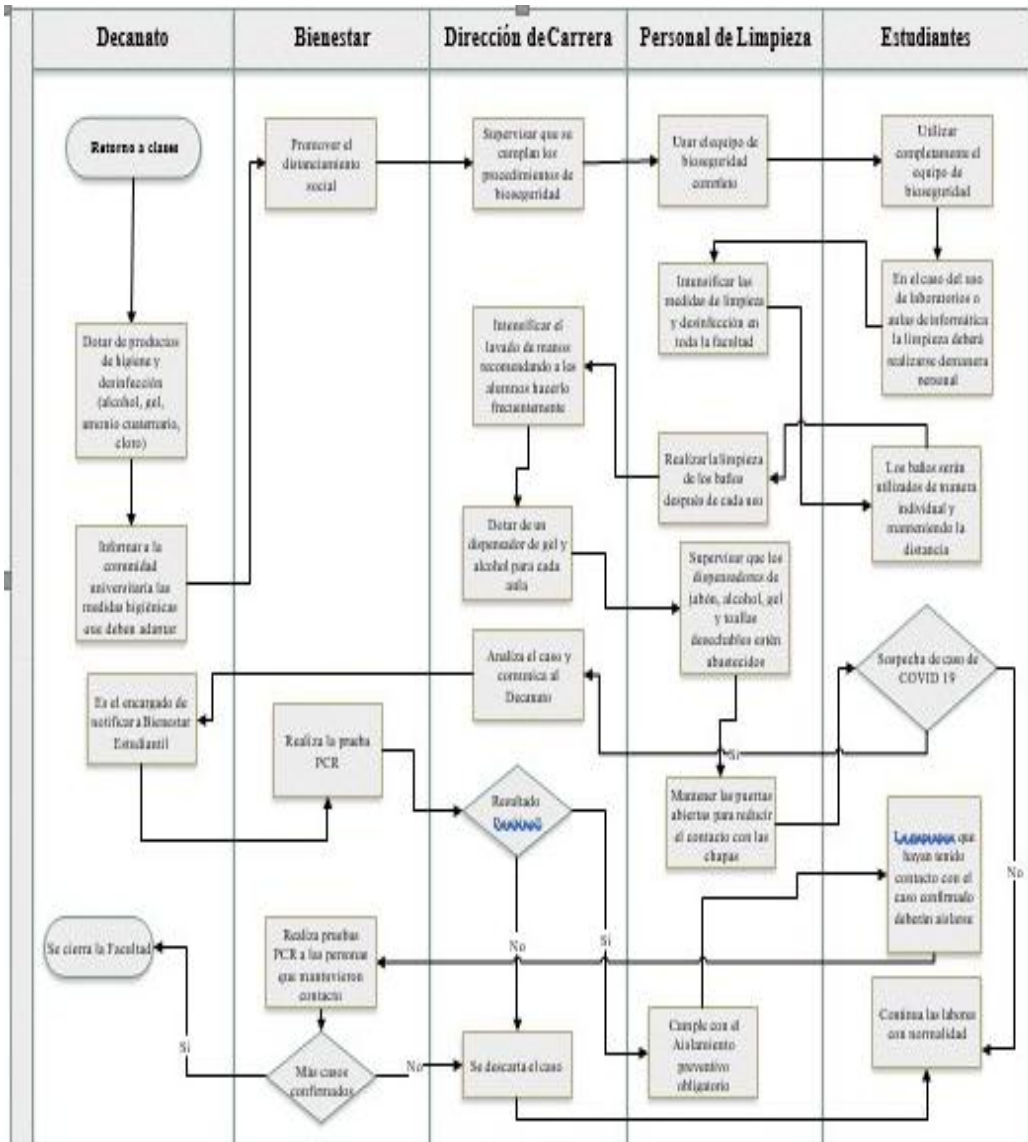 Decanato
Bienestar
Dirección de Carrera
Personal de Limpieza
Estudiantes
Retorno a clases
Promover el
distanciamiento
social
Supervisar que se
cumplan los
procedimientos de
bioseguridad
Usar el equipo de
bioseguridad
completo
Utilizar
completamente el
equipo de
bioseguridad
Dotar de productos
de higiene y
desinfección
(alcohol, gel,
amonio cuaternario,
cloro)
Intensificar el
lavado de manos
recomendando a los
alumnos hacerlo
frecuentemente
Intensificar las
medidas de limpieza
y desinfección en
toda la facultad
En el caso del uso
de laboratorios o
aulas de informática
la limpieza deberá
realizarse de manera
personal
Realizar la limpieza
de los baños
después de cada uso
Los baños serán
utilizados de manera
individual y
manteniendo la
distancia
Informar a la
comunidad
universitaria las
medidas higiénicas
que deben adaptar
Dotar de un
dispensador de gel y
alcohol para cada
aula
Supervisar que los
dispensadores de
jabón, alcohol, gel
y toallas
desechables estén
abastecidos
Sospecha de caso de
COVID 19
Si
No
Analiza el caso y
comunica al
Decanato
Es el encargado de
notificar a Bienestar
Estudiantil
Realiza la prueba
PCR
Resultado
Mantener las puertas
abiertas para reducir
el contacto con las
chapas
que
hayan tenido
contacto con el
caso confirmado
deberán aislarse
No
Si
Se cierra la Facultad
Realiza pruebas
PCR a las personas
que mantuvieron
contacto
Continua las labores
con normalidad
Cumple con el
Aislamiento
preventivo
obligatorio
Si
Más casos
confirmados
No
Se descarta el caso